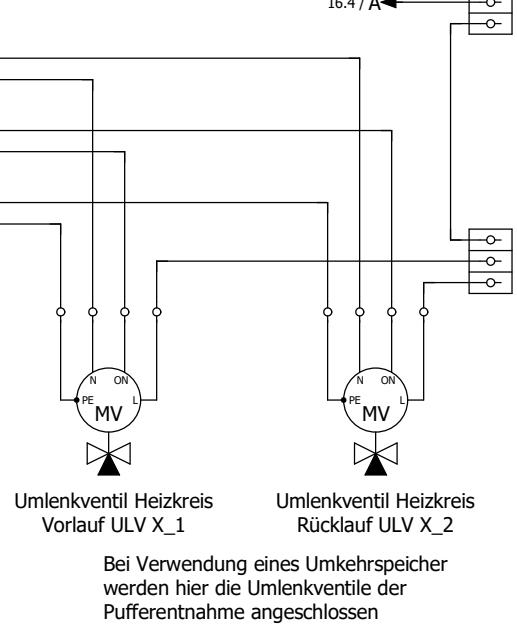 16.4 / A
N ON
PE L
MV
N ON
PE L
MV
Umlenkventil Heizkreis
Vorlauf ULV X_1
Umlenkventil Heizkreis
Rücklauf ULV X_2
Bei Verwendung eines Umkehrspeicher
werden hier die Umlenkventile der
Pufferentnahme angeschlossen